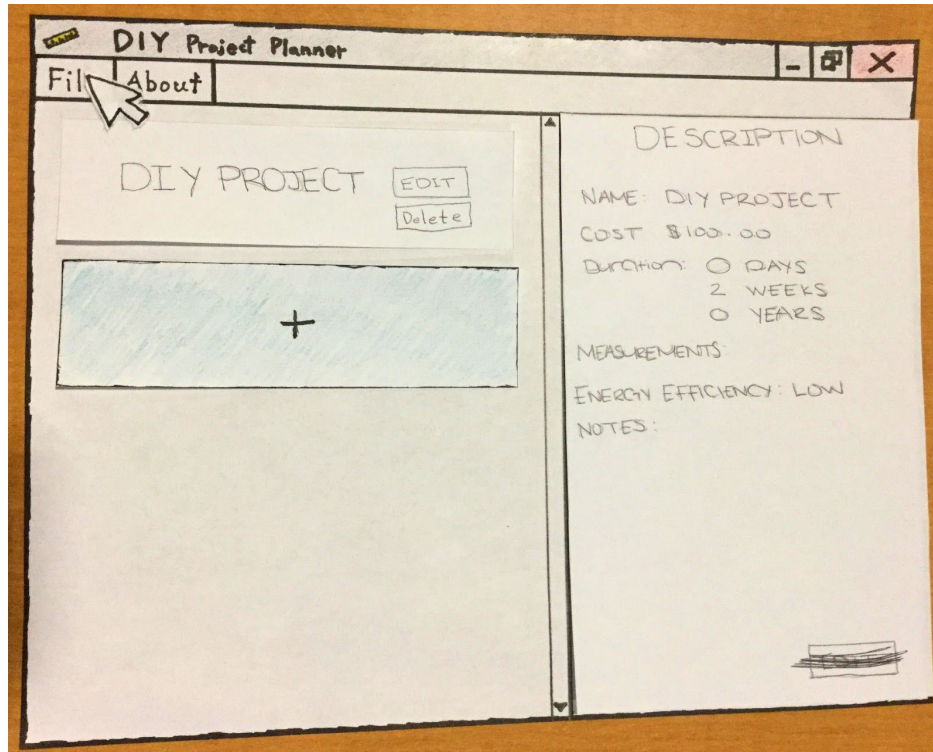 DIY Project Planner
Fil About
DIY PROJECT
EDIT
Delete
+
DESCRIPTION
NAME: DIY PROJECT
COST $100.00
Duration: 0 DAYS
2 WEEKS
0 YEARS
MEASUREMENTS:
ENERGY EFFICIENCY: LOW
NOTES: